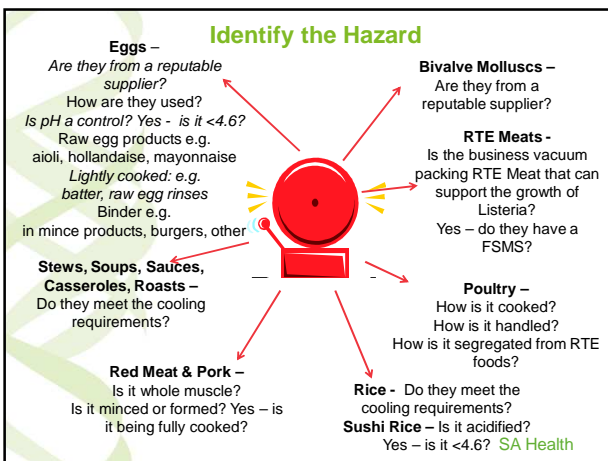 Identify the Hazard
Eggs –
Are they from a reputable
supplier?
How are they used?
Is pH a control? Yes - is it <4.6?
Raw egg products e.g.
aioli, hollandaise, mayonnaise
Lightly cooked: e.g.
batter, raw egg rinses
Binder e.g.
in mince products, burgers, other
Stews, Soups, Sauces,
Casseroles, Roasts –
Do they meet the cooling
requirements?
Red Meat & Pork –
Is it whole muscle?
Is it minced or formed? Yes – is
it being fully cooked?
Bivalve Molluscs –
Are they from a
reputable supplier?
RTE Meats -
Is the business vacuum
packing RTE Meat that can
support the growth of
Listeria?
Yes – do they have a
FSMS?
Poultry –
How is it cooked?
How is it handled?
How is it segregated from RTE
foods?
Rice - Do they meet the
cooling requirements?
Sushi Rice – Is it acidified?
Yes – is it <4.6? SA Health